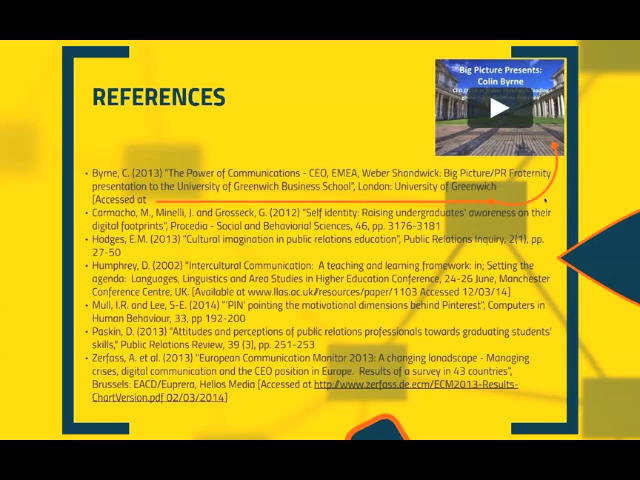 Big Picture Presents:
Colin Byrne
REFERENCES
• Byrne, C. (2013) "The Power of Communications - CEO, EMEA, Weber Shandwick: Big Picture/PR Fraternity
presentation to the University of Greenwich Business School", London: University of Greenwich
[Accessed at
• Carmacho, M., Minelli, J. and Grosseck, G. (2012) "Self identity: Raising undergraduates' awareness on their
digital footprints", Procedia - Social and Behaviorial Sciences, 46, pp. 3176-3181
• Hodges, E.M. (2013) "Cultural imagination in public relations education", Public Relations Inquiry, 2(1), pp.
27-50
• Humphrey, D. (2002) "Intercultural Communication: A teaching and learning framework: in; Setting the
agenda: Languages, Linguistics and Area Studies in Higher Education Conference, 24-26 June, Manchester
Conference Centre, UK. [Available at www.llas.ac.uk/resources/paper/1103 Accessed 12/03/14]
• Mull, I.R. and Lee, S-E. (2014) "'PIN' pointing the motivational dimensions behind Pinterest", Computers in
Human Behaviour, 33, pp 192-200
• Paskin, D. (2013) "Attitudes and perceptions of public relations professionals towards graduating students'
skills," Public Relations Review, 39 (3), pp. 251-253
• Zerfass, A. et al. (2013) "European Communication Monitor 2013: A changing landscape - Managing
crises, digital communication and the CEO position in Europe. Results of a survey in 43 countries",
Brussels: EACD/Euprera, Helios Media [Accessed at http://www.zerfass.de.ecm/ECM2013-Results-
ChartVersion.pdf 02/03/2014]